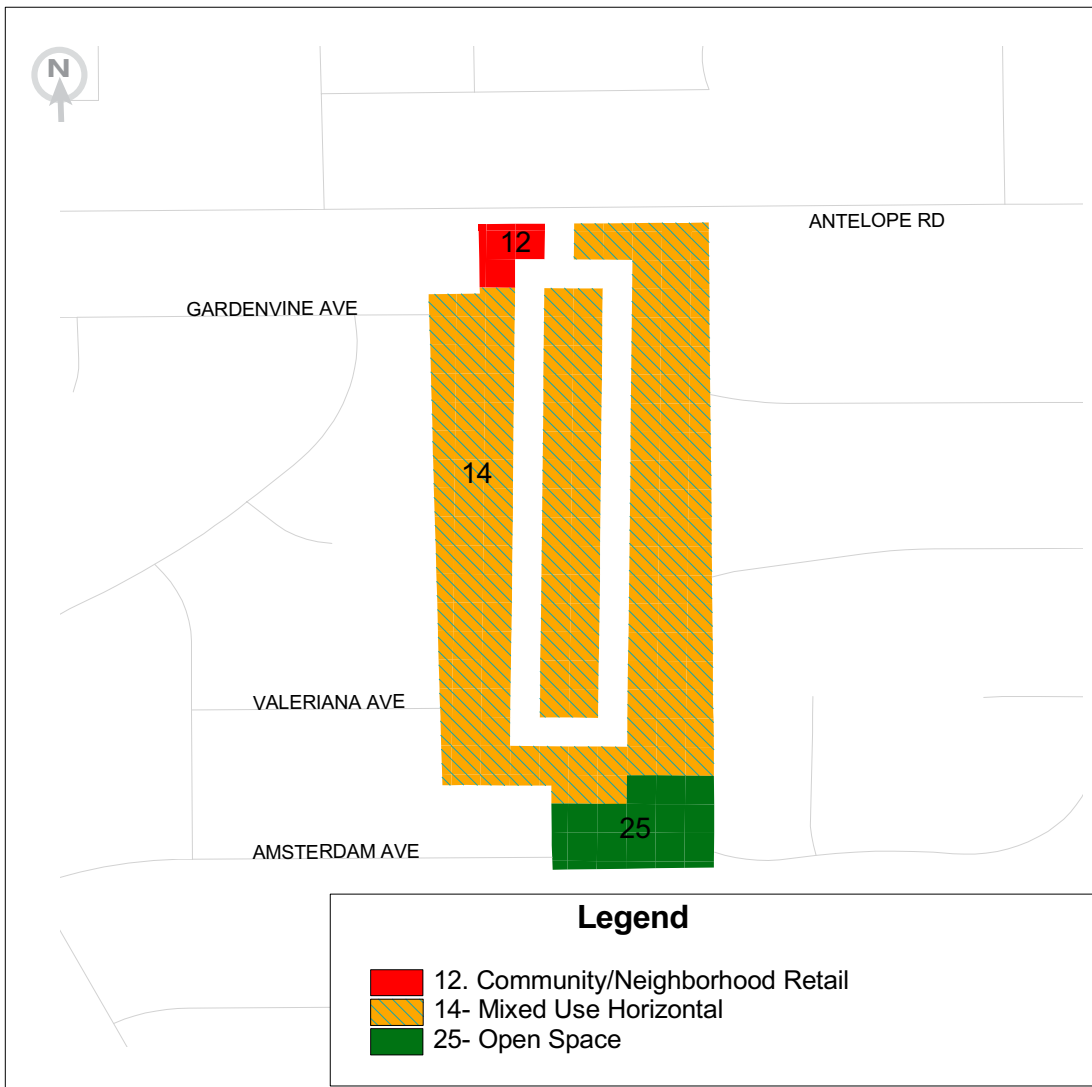 N
ANTELOPE RD
12
GARDENVINE AVE
14
VALERIANA AVE
25
AMSTERDAM AVE
Legend
12. Community/Neighborhood Retail
14- Mixed Use Horizontal
25- Open Space